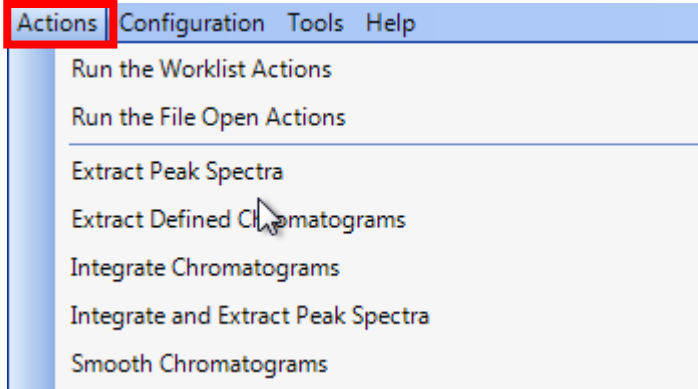 Actions Configuration Tools Help
Run the Worklist Actions
Run the File Open Actions
Extract Peak Spectra
Extract Defined Chromatograms
Integrate Chromatograms
Integrate and Extract Peak Spectra
Smooth Chromatograms